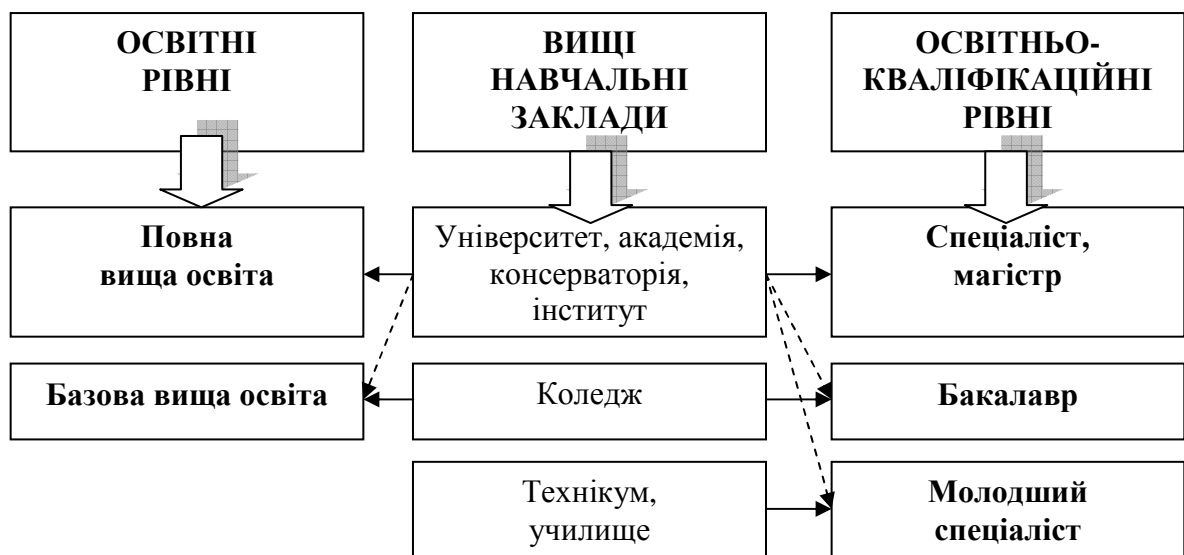 ОСВІТНІ
РІВНІ
ВИЩІ
НАВЧАЛЬНІ
ЗАКЛАДИ
ОСВІТНЬО-
КВАЛІФІКАЦІЙНІ
РІВНІ
Повна
вища освіта
Університет, академія,
консерваторія,
інститут
Спеціаліст,
магістр
Базова вища освіта
Коледж
Бакалавр
Технікум,
училище
Молодший
спеціаліст